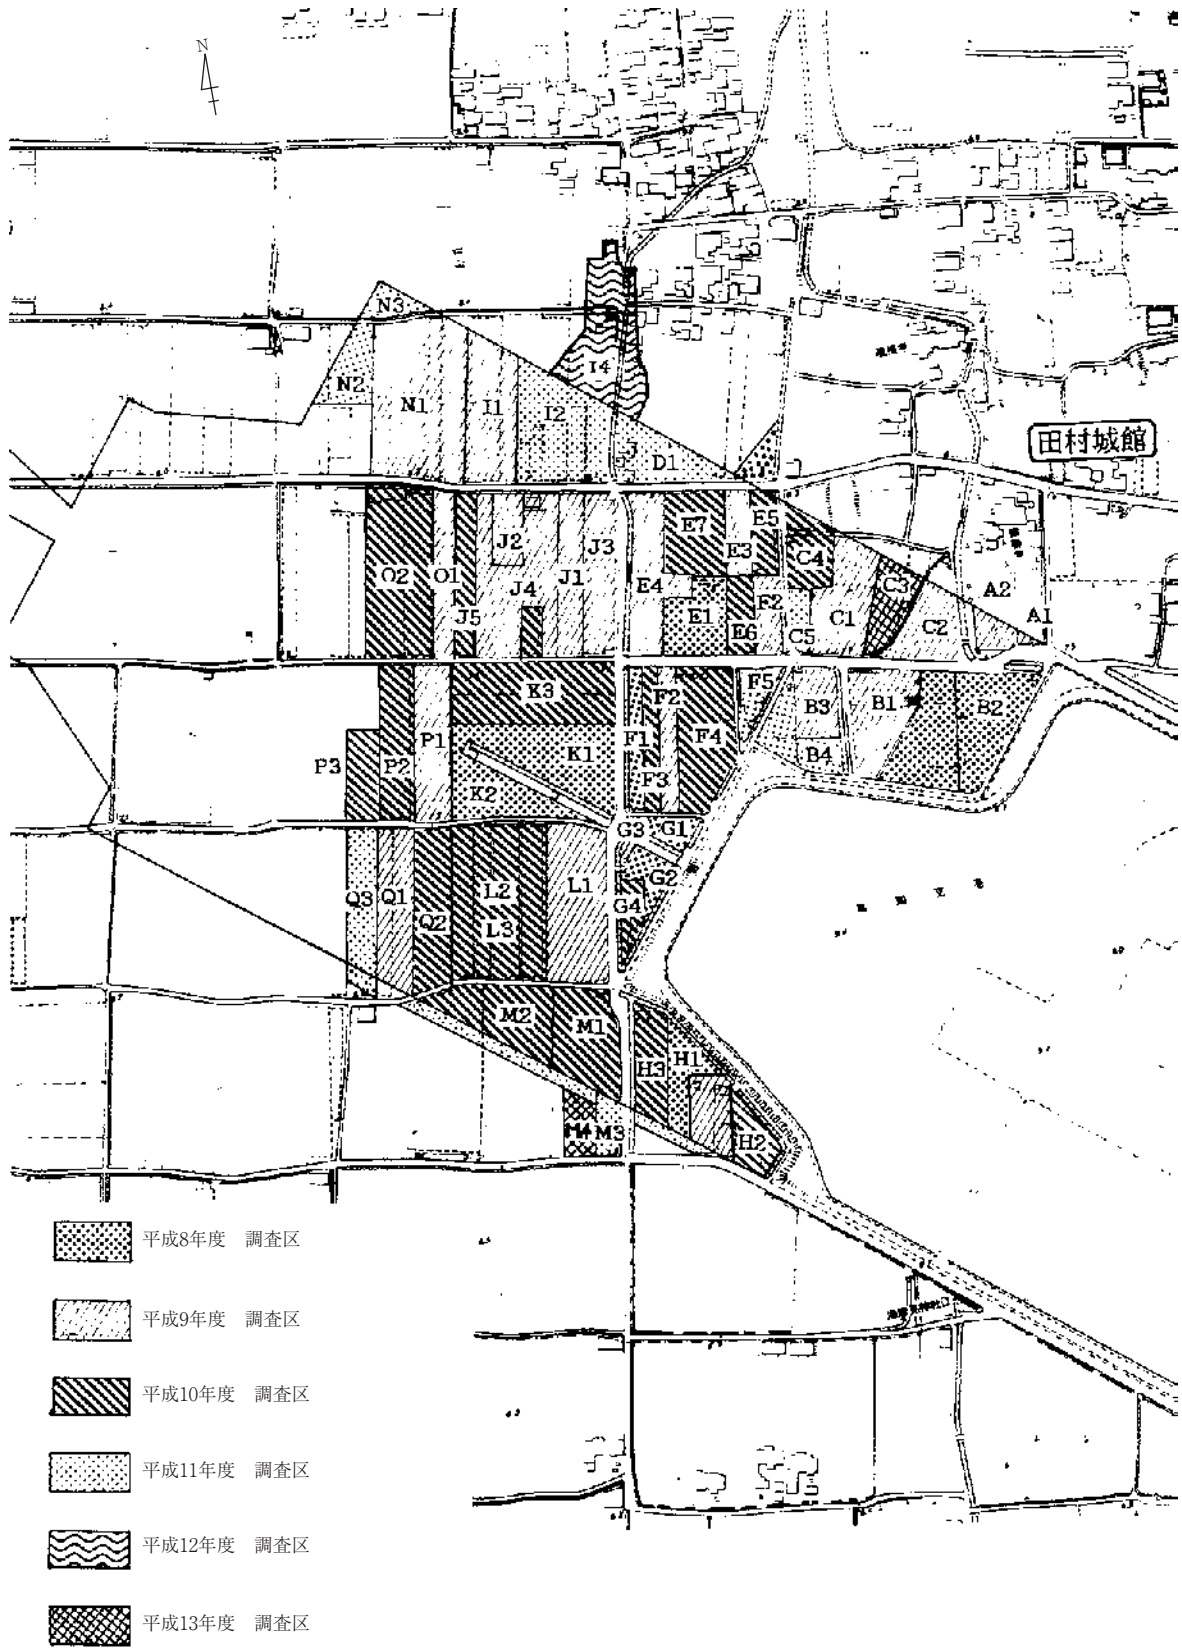 N
N3
I4
N2
N1
I1
I2
D1
田村城館
E7
E5
J2
J3
E3
C4
O2
O1
J1
E4
C3
A2
J4
J5
E1
E6
F2
C5
C1
C2
A1
K3
F2
F5
B3
B1
B2
P3
P2
P1
K1
F1
F4
B4
K2
F3
G3
G1
G2
Q3
Q1
Q2
L2
L3
L1
G4
M2
M1
H3
H1
M4
M3
H2
平成8年度 調査区
平成9年度 調査区
平成10年度 調査区
平成11年度 調査区
平成12年度 調査区
平成13年度 調査区